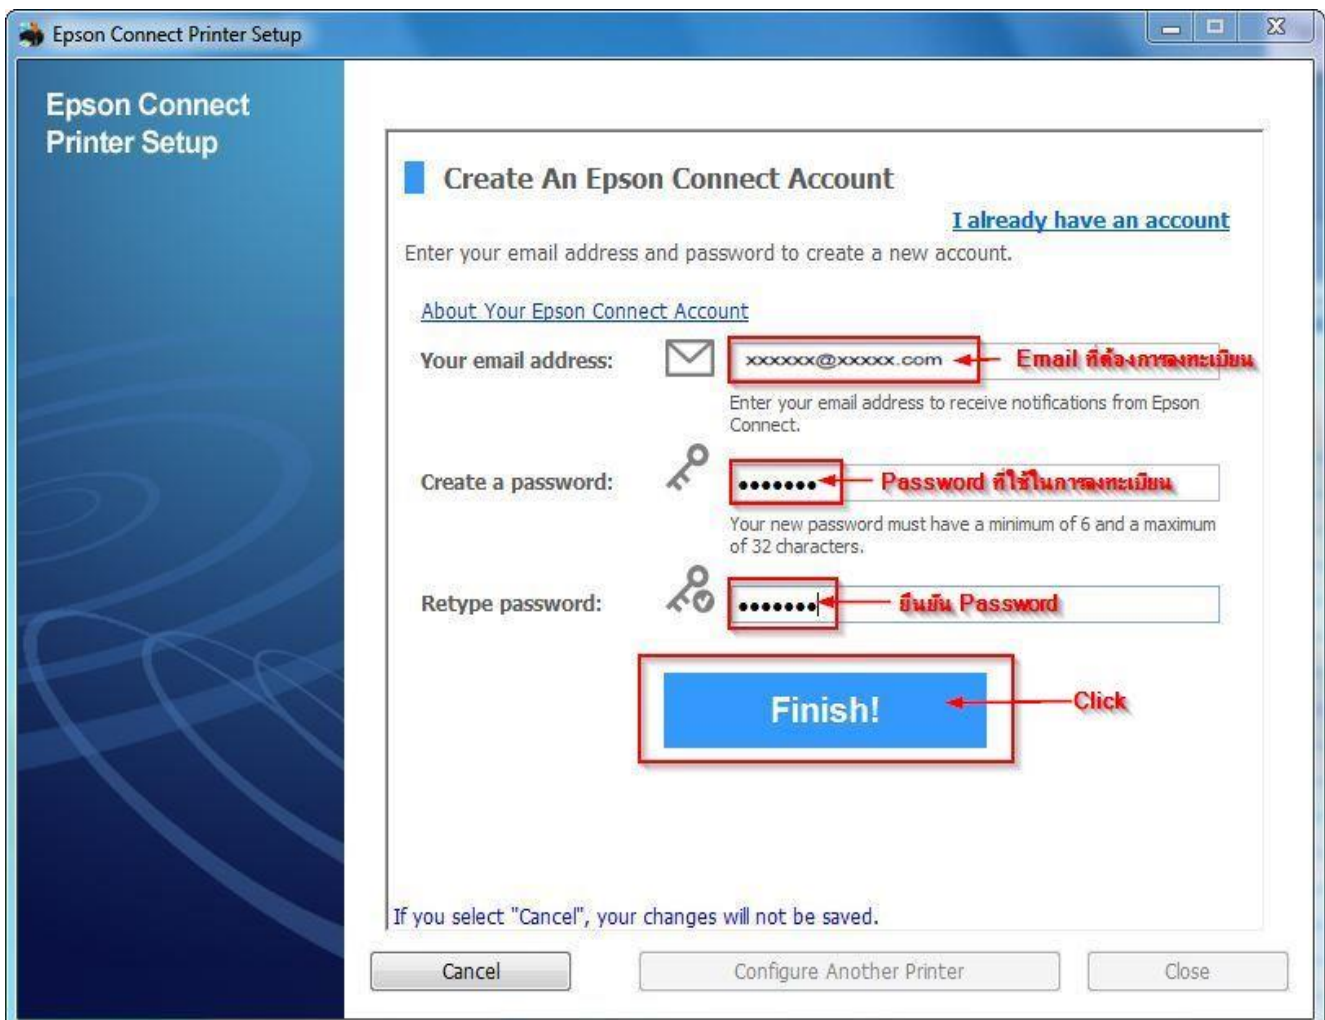 Epson Connect Printer Setup
Epson Connect
Printer Setup
Create An Epson Connect Account
I already have an account
Enter your email address and password to create a new account.
About Your Epson Connect Account
Your email address:
xxxxxx@xxxxx.com
Email ที่ต้องการลงทะเบียน
Enter your email address to receive notifications from Epson
Connect.
Create a password:
•••••••
Password ที่ใช้ในการลงทะเบียน
Your new password must have a minimum of 6 and a maximum
of 32 characters.
Retype password:
•••••••
ยืนยัน Password
Finish!
Click
If you select "Cancel", your changes will not be saved.
Cancel
Configure Another Printer
Close